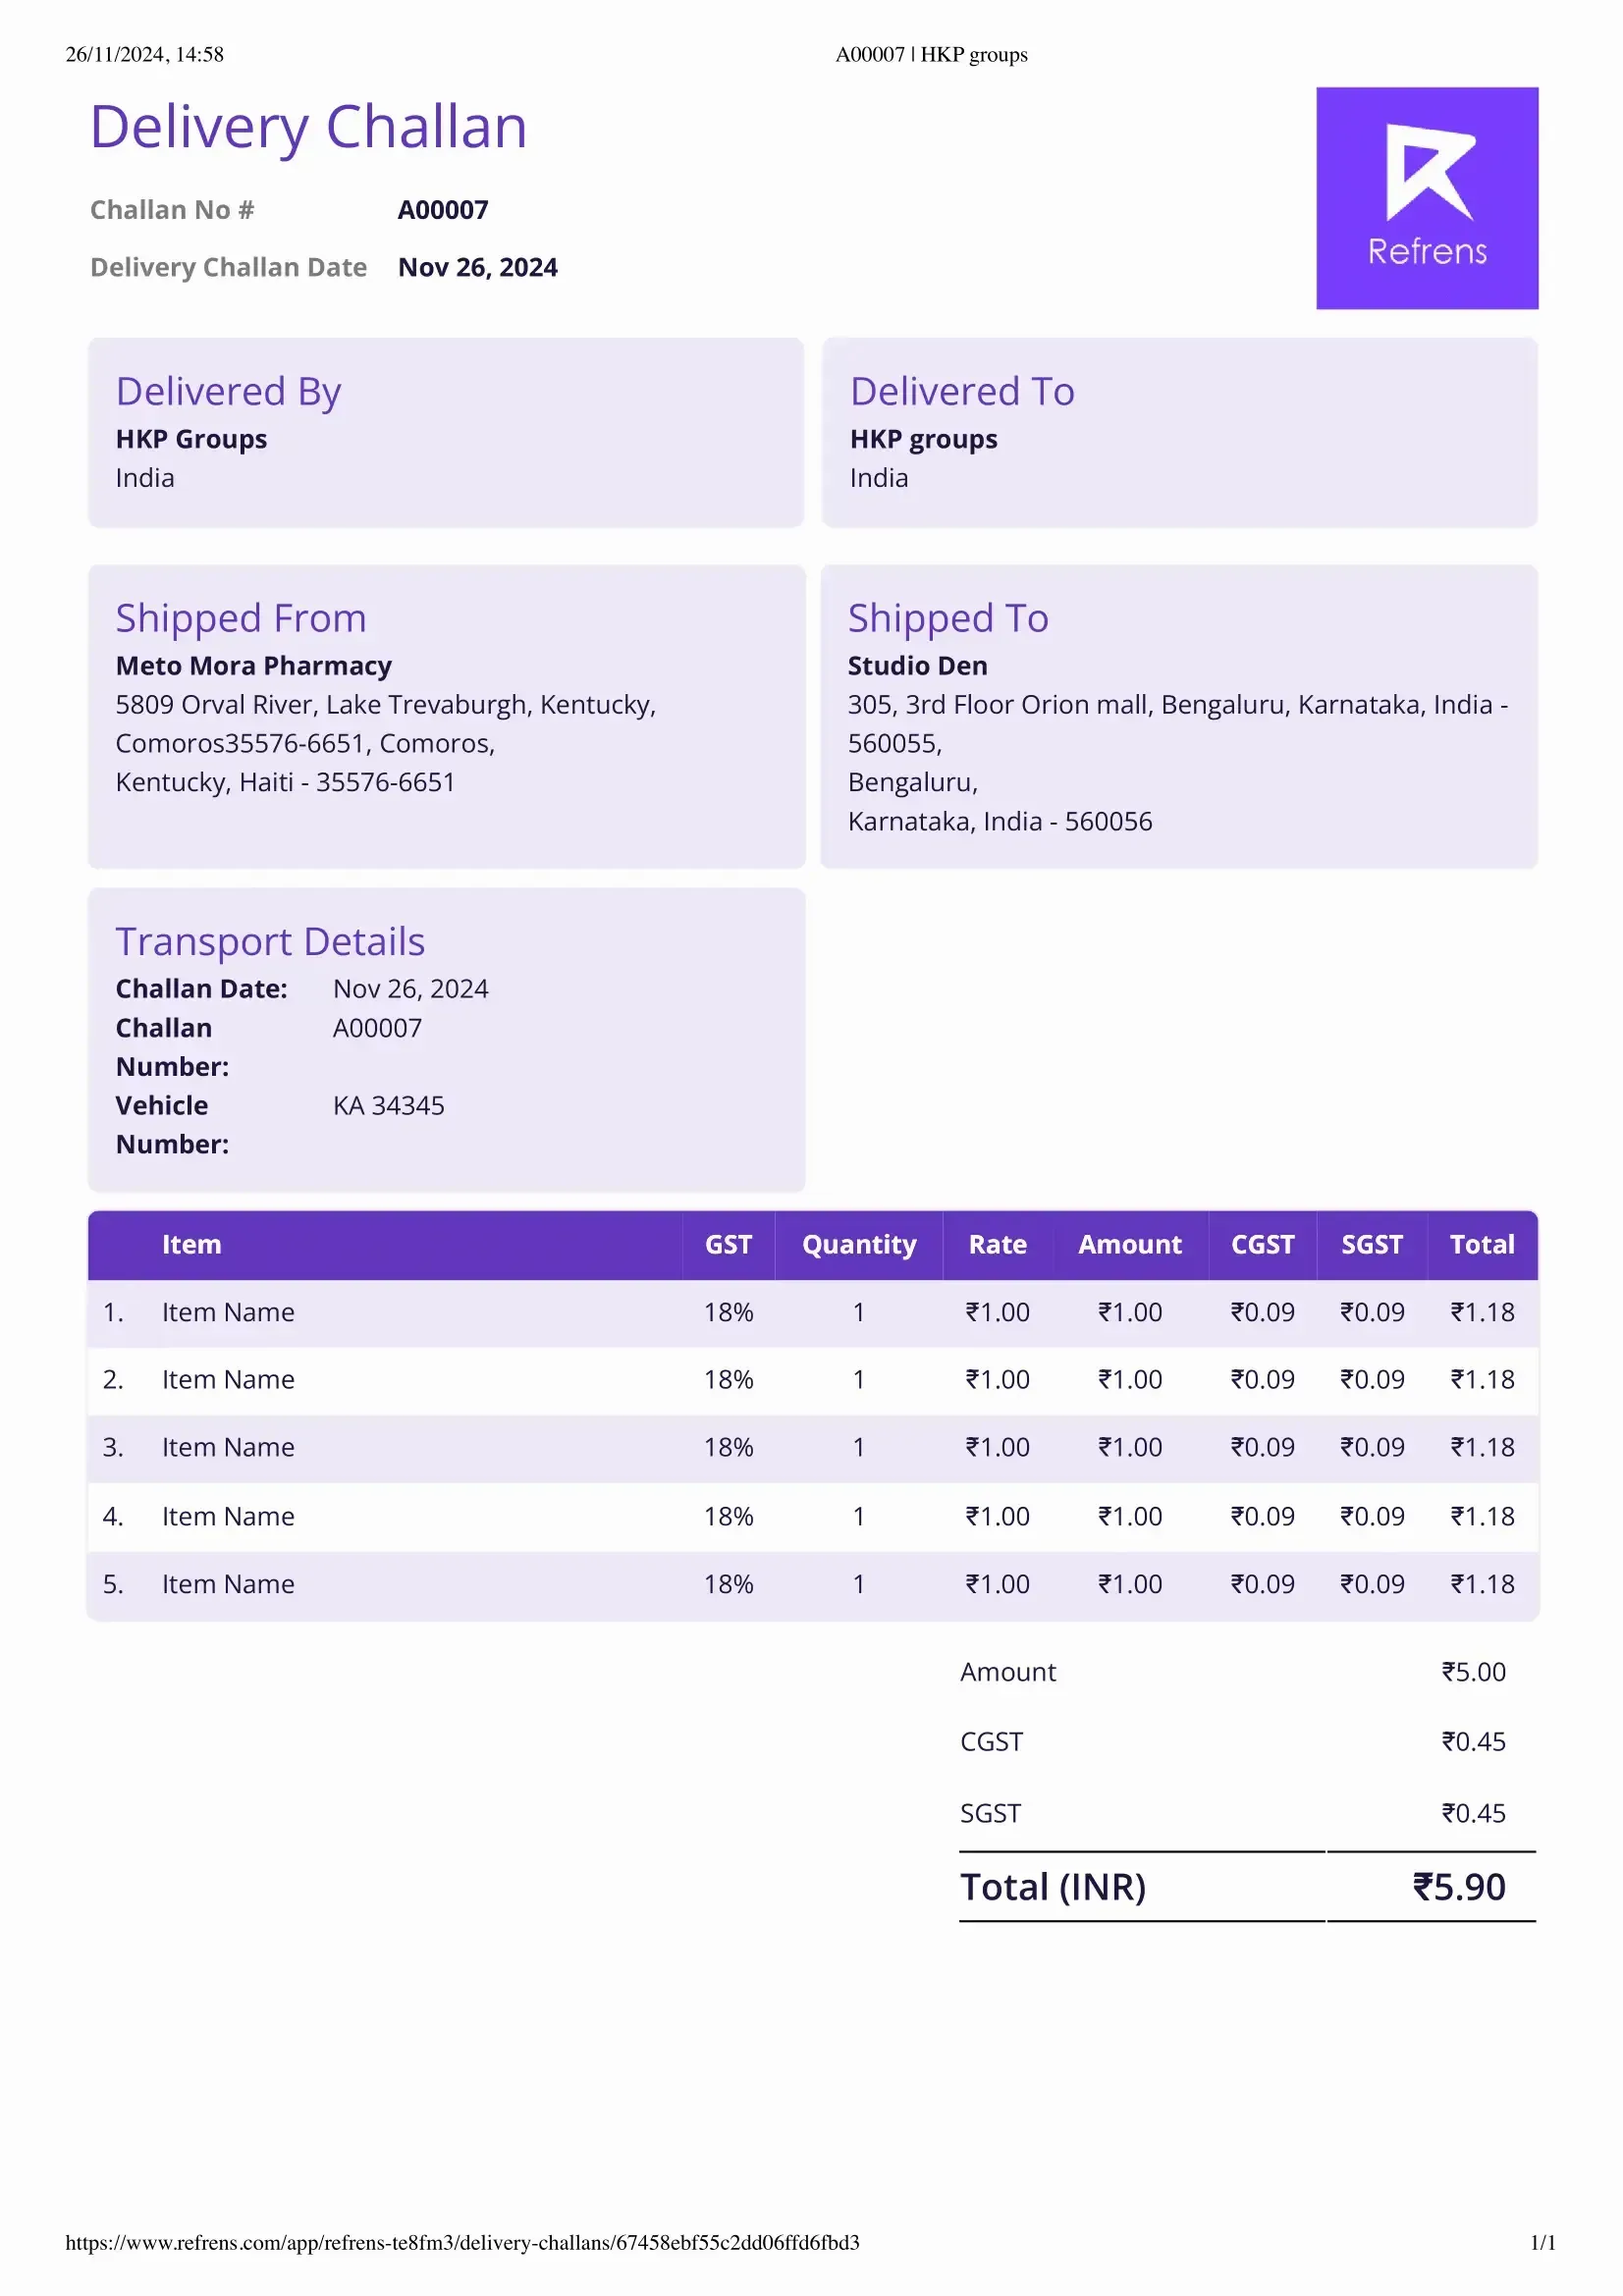 26/11/2024, 14:58 A00007 | HKP groups
Delivery Challan
Challan No # A00007
Delivery Challan Date Nov 26, 2024
Refrens
Delivered By
HKP Groups
India
Delivered To
HKP groups
India
Shipped From
Meto Mora Pharmacy
5809 Orval River, Lake Trevaburgh, Kentucky,
Comoros35576-6651, Comoros,
Kentucky, Haiti - 35576-6651
Shipped To
Studio Den
305, 3rd Floor Orion mall, Bengaluru, Karnataka, India -
560055,
Bengaluru,
Karnataka, India - 560056
Transport Details
Challan Date: Nov 26, 2024
Challan A00007
Number:
Vehicle KA 34345
Number:
Item GST Quantity Rate Amount CGST SGST Total
1. Item Name 18% 1 ₹1.00 ₹1.00 ₹0.09 ₹0.09 ₹1.18
2. Item Name 18% 1 ₹1.00 ₹1.00 ₹0.09 ₹0.09 ₹1.18
3. Item Name 18% 1 ₹1.00 ₹1.00 ₹0.09 ₹0.09 ₹1.18
4. Item Name 18% 1 ₹1.00 ₹1.00 ₹0.09 ₹0.09 ₹1.18
5. Item Name 18% 1 ₹1.00 ₹1.00 ₹0.09 ₹0.09 ₹1.18
Amount ₹5.00
CGST ₹0.45
SGST ₹0.45
Total (INR) ₹5.90
https://www.refrens.com/app/refrens-te8fm3/delivery-challans/67458ebf55c2dd06ffd6fbd3 1/1